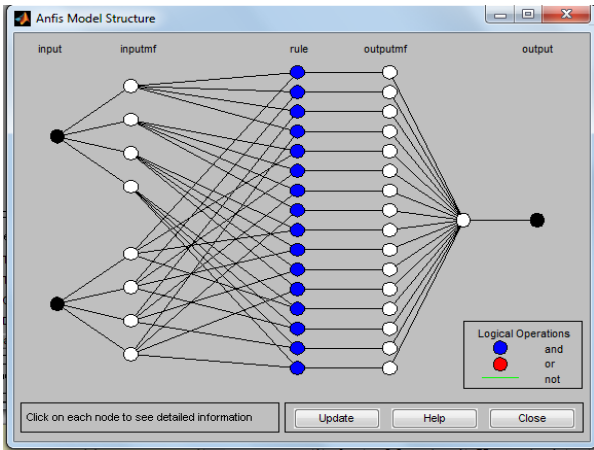 Anfis Model Structure
input inputmf rule outputmf output
Logical Operations
and
or
not
Click on each node to see detailed information
Update Help Close